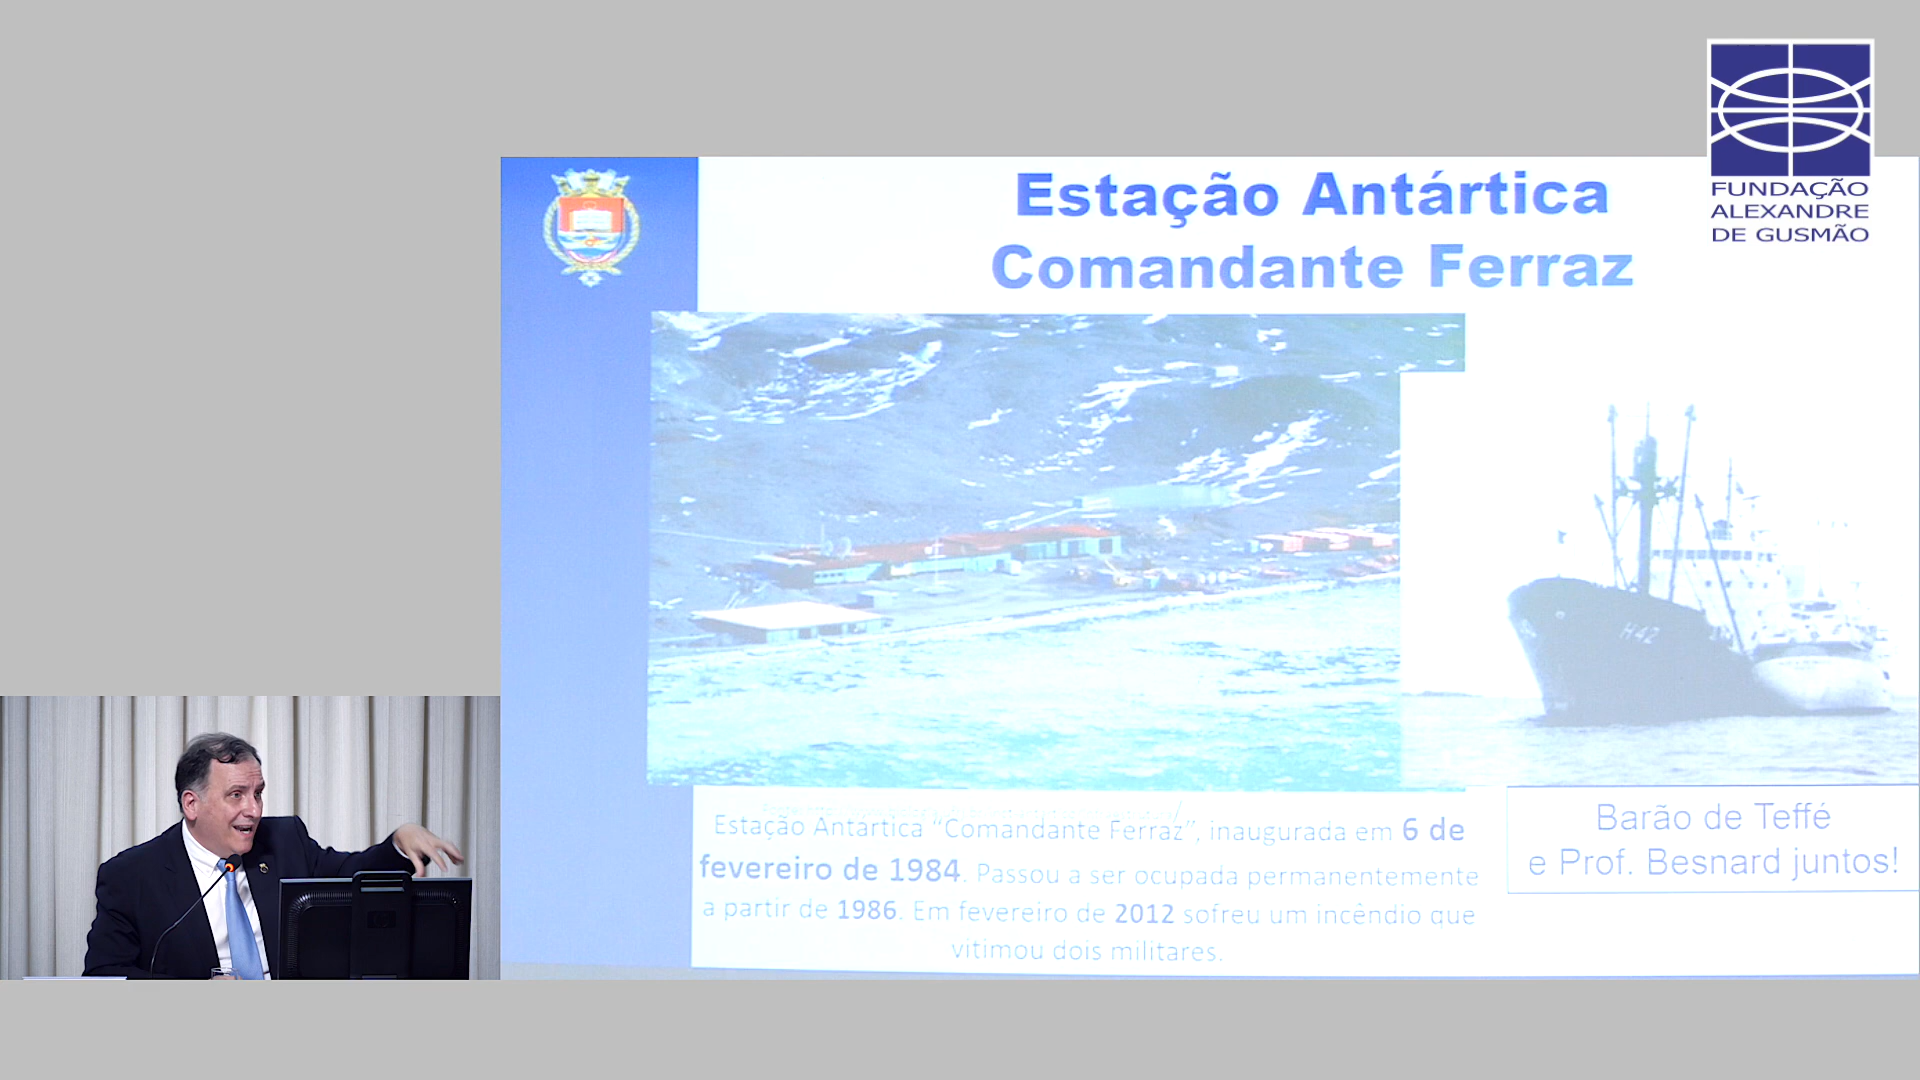 FUNDAÇÃO
ALEXANDRE
DE GUSMÃO
Estação Antártica
Comandante Ferraz
H42
Estação Antártica "Comandante Ferraz", inaugurada em 6 de
fevereiro de 1984. Passou a ser ocupada permanentemente
a partir de 1986. Em fevereiro de 2012 sofreu um incêndio que
vitimou dois militares.
Barão de Teffé
e Prof. Besnard juntos!